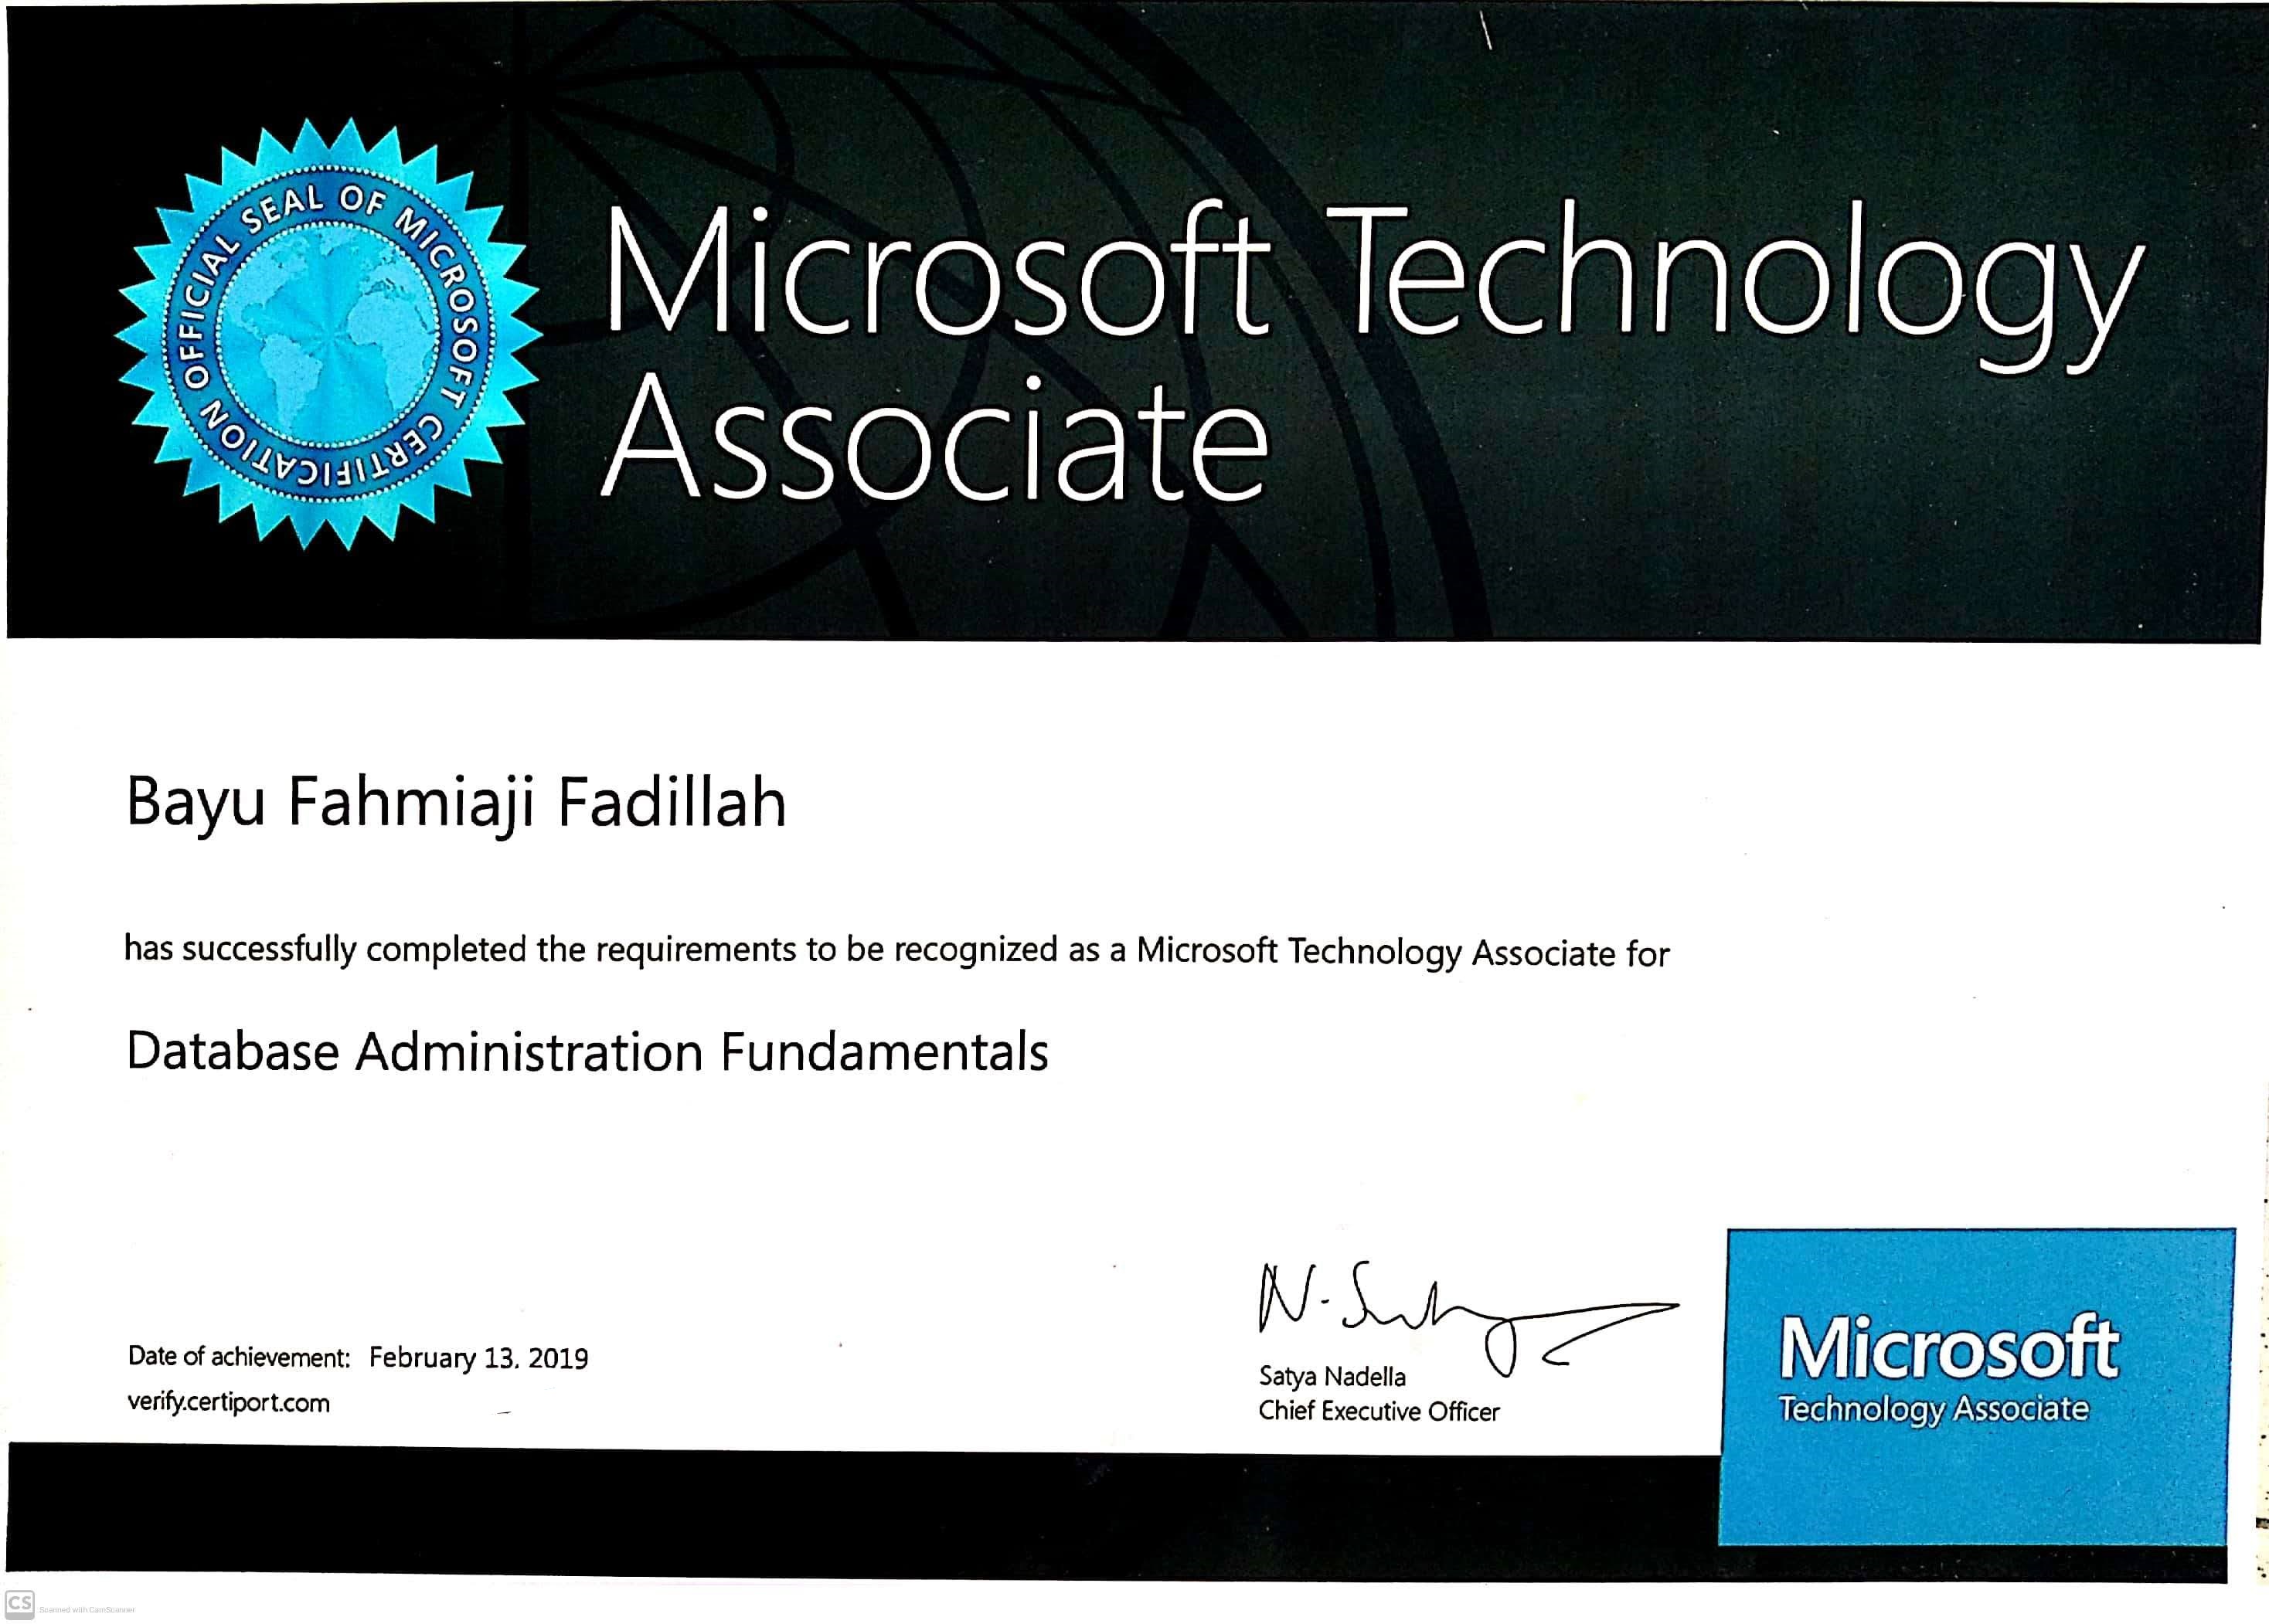 OFFICIAL SEAL OF MICROSOFT CERTIFICATION
Microsoft Technology
Associate
Bayu Fahmiaji Fadillah
has successfully completed the requirements to be recognized as a Microsoft Technology Associate for
Database Administration Fundamentals
Date of achievement: February 13, 2019
verify.certiport.com
N. Satya
Satya Nadella
Chief Executive Officer
Microsoft
Technology Associate
CS Scanned with CamScanner